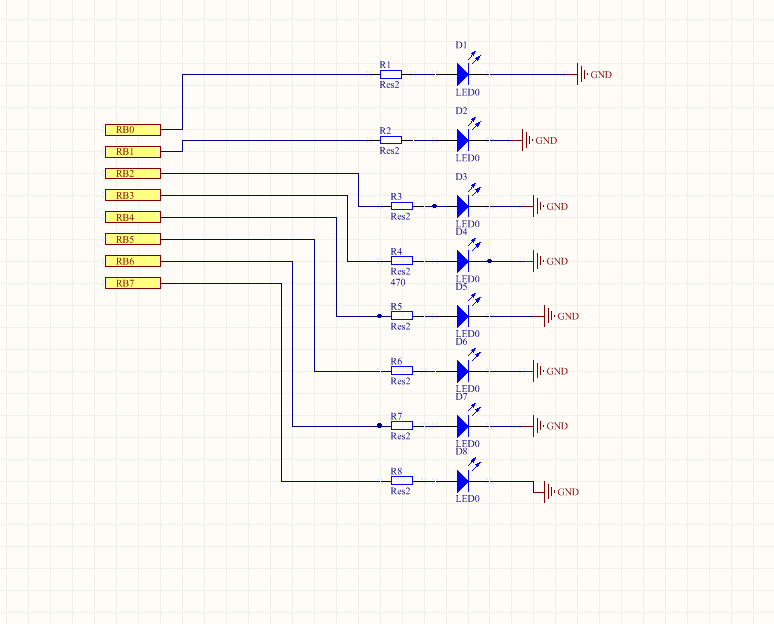 D1
R1
GND
Res2
LED0
D2
RB0
R2
GND
RB1
Res2
LED0
RB2
D3
RB3
R3
GND
Res2
RB4
LED0
D4
RB5
R4
GND
RB6
Res2
LED0
RB7
470
D5
R5
GND
Res2
LED0
D6
R6
GND
Res2
LED0
D7
R7
GND
Res2
LED0
D8
R8
GND
Res2
LED0